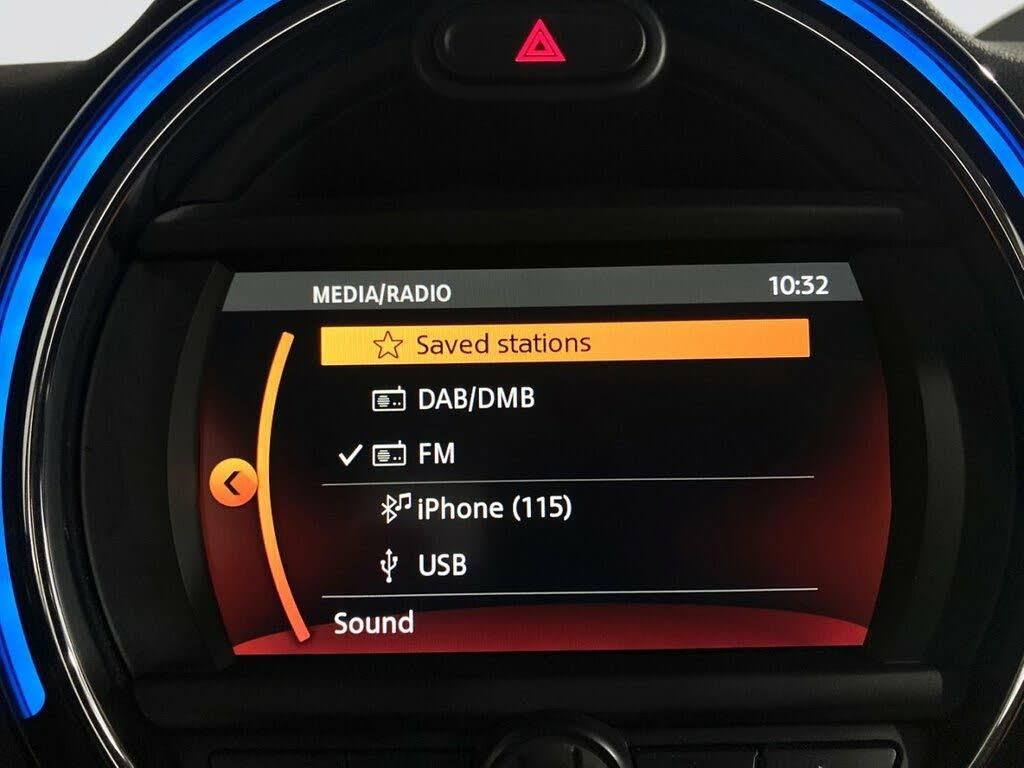 MEDIA/RADIO 10:32
Saved stations
DAB/DMB
FM
iPhone (115)
USB
Sound